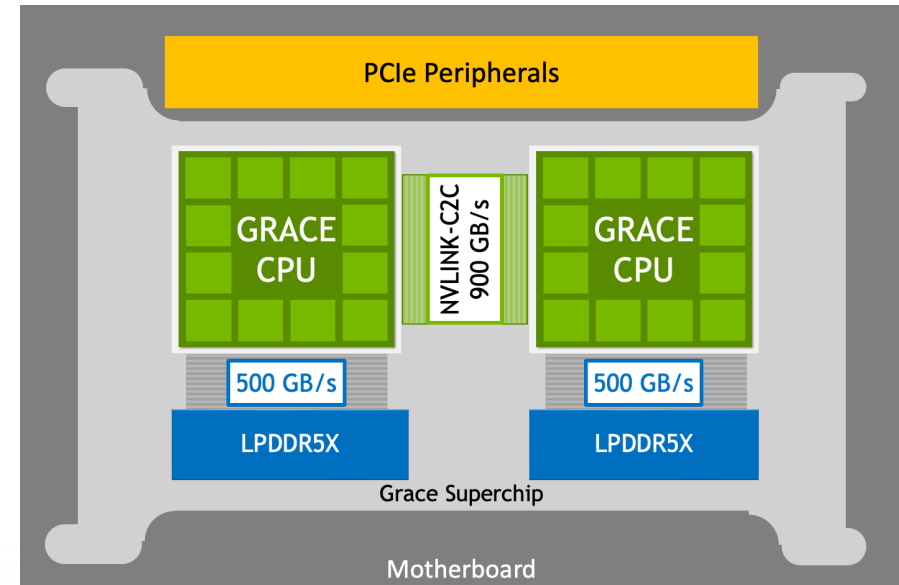 PCIe Peripherals
GRACE
CPU
NVLINK-C2C
900 GB/s
GRACE
CPU
500 GB/s
500 GB/s
LPDDR5X
LPDDR5X
Grace Superchip
Motherboard